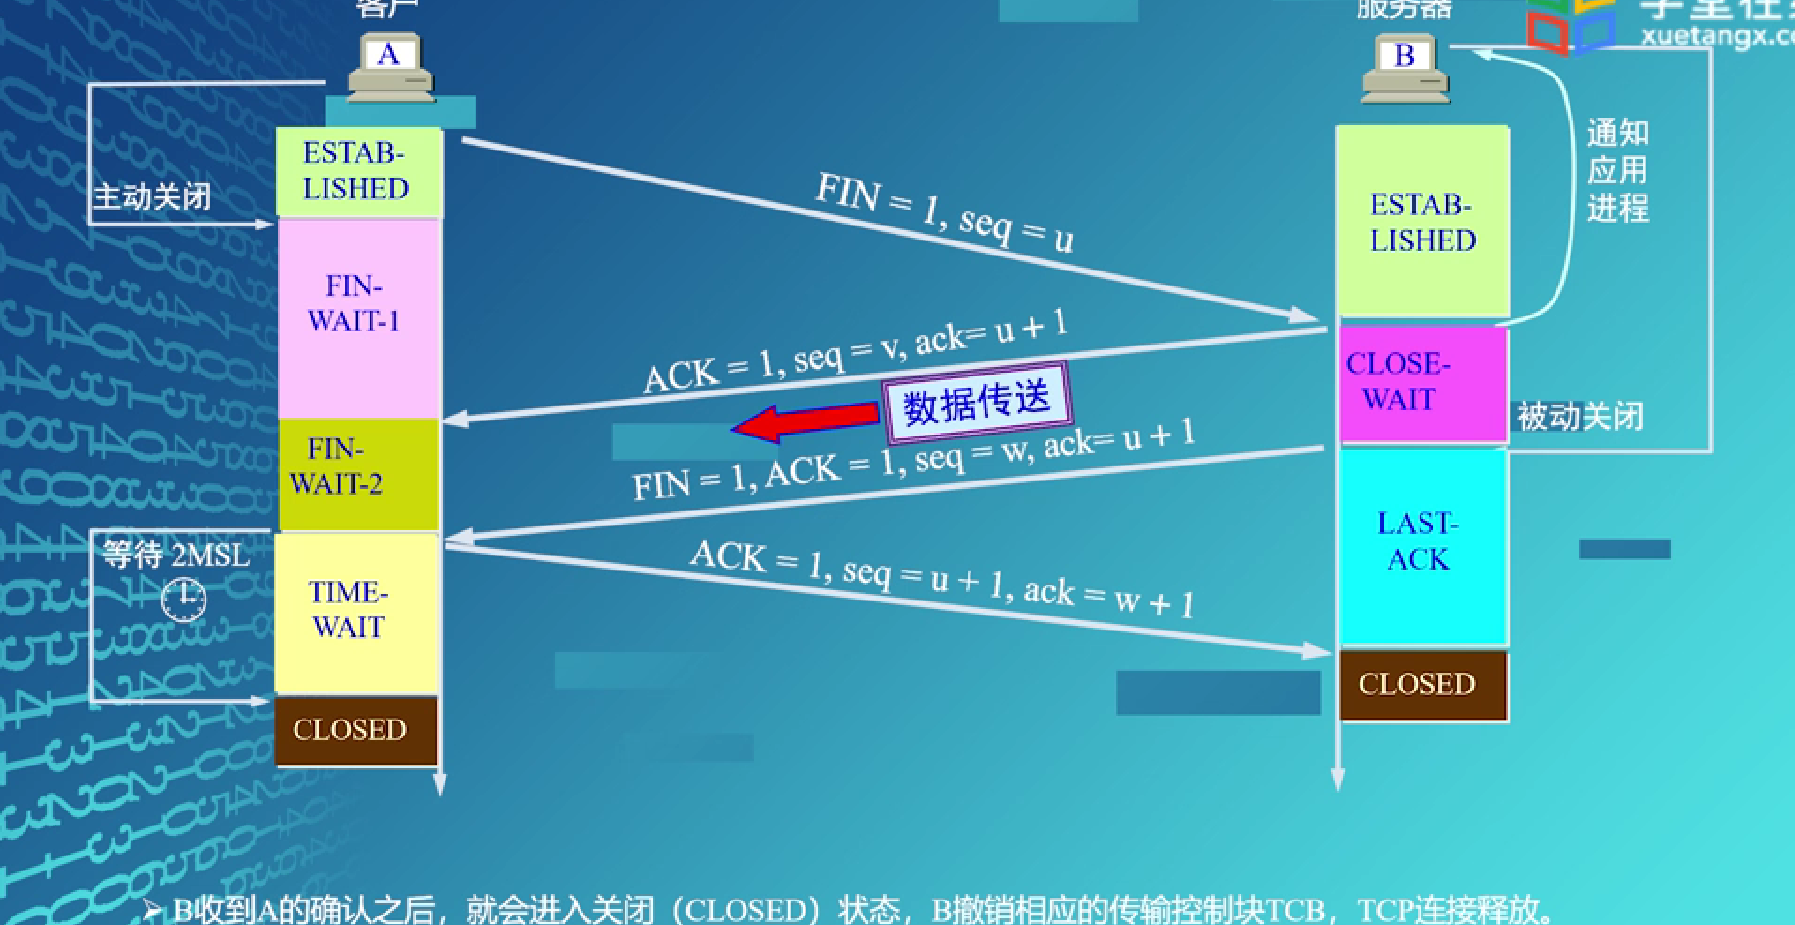 客户
服务器
学堂在
xuetangx.co
A
B
ESTAB-
LISHED
主动关闭
FIN = 1, seq = u
通知
应用
进程
ESTAB-
LISHED
FIN-
WAIT-1
ACK = 1, seq = v, ack= u + 1
CLOSE-
WAIT
数据传送
被动关闭
FIN-
WAIT-2
FIN = 1, ACK = 1, seq = w, ack= u + 1
LAST-
ACK
等待 2MSL
ACK = 1, seq = u + 1, ack = w + 1
TIME-
WAIT
CLOSED
CLOSED
➢ B收到A的确认之后，就会进入关闭（CLOSED）状态，B撤销相应的传输控制块TCB，TCP连接释放。